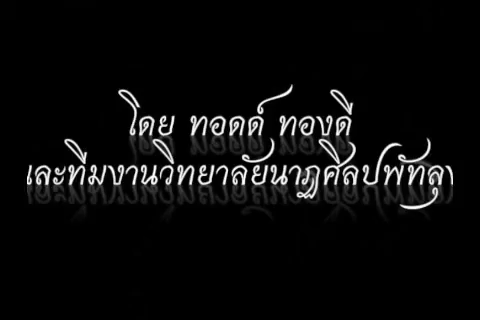 โดย ทอดด์ ทองดี
และทีมงานวิทยาลัยนาฏศิลปพัทลุ